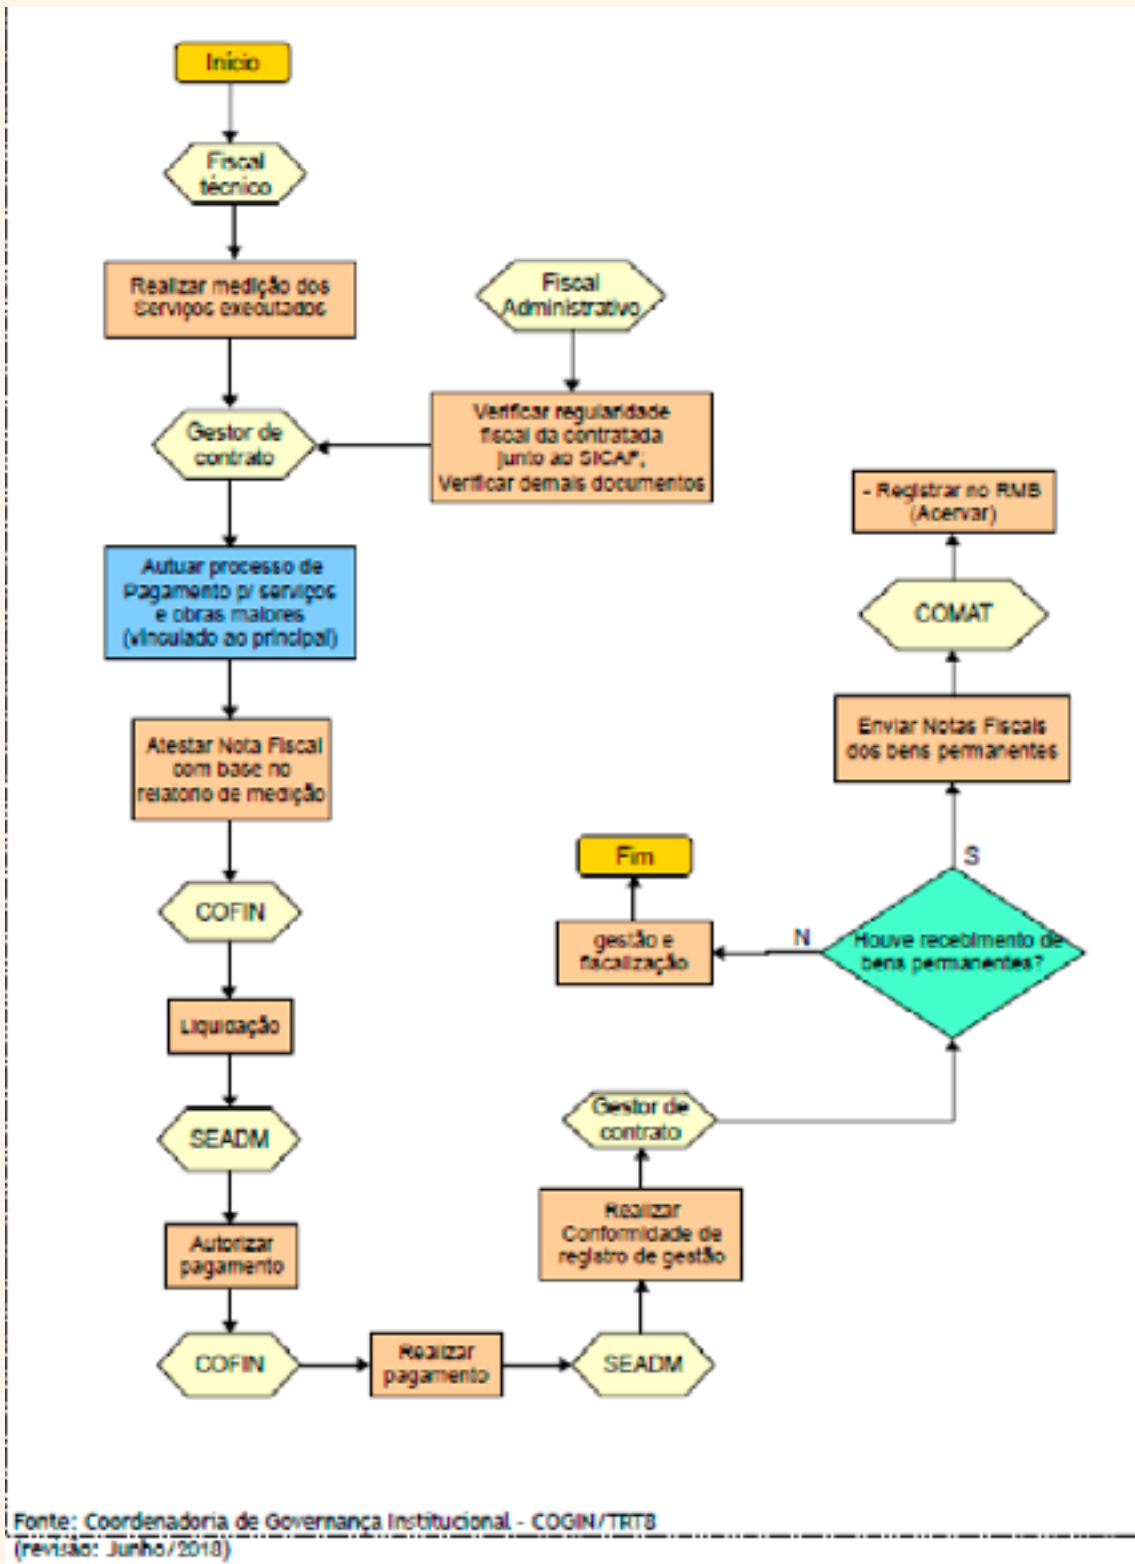 Início
Fiscal
técnico
Realizar medição dos
Serviços executados
Fiscal
Administrativo
Verificar regularidade
fiscal da contratada
junto ao SICAF;
Verificar demais documentos
Gestor de
contrato
Autuar processo de
Pagamento p/ serviços
e obras maiores
(vinculado ao principal)
Atestar Nota Fiscal
com base no
relatório de medição
COFIN
Liquidação
SEADM
Autorizar
pagamento
COFIN
Realizar
pagamento
SEADM
Realizar
Conformidade de
registro de gestão
Gestor de
contrato
Houve recebimento de
bens permanentes?
N
gestão e
fiscalização
Fim
S
Enviar Notas Fiscais
dos bens permanentes
COMAT
- Registrar no RMB
(Acervar)
Fonte: Coordenadoria de Governança Institucional - COGIN/TRT8
(revisão: Junho/2018)